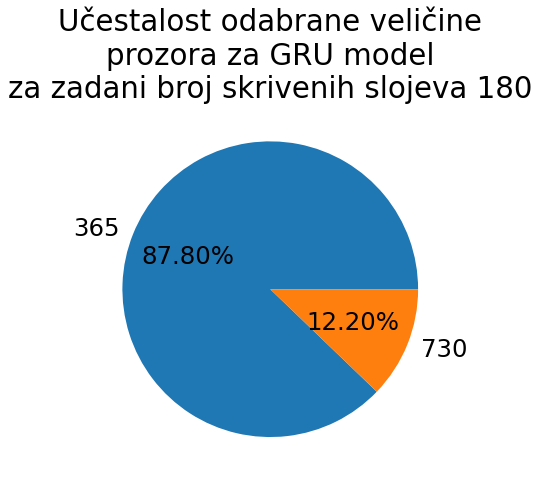 Učestalost odabrane veličine
prozora za GRU model
za zadani broj skrivenih slojeva 180
365
87.80%
12.20%
730